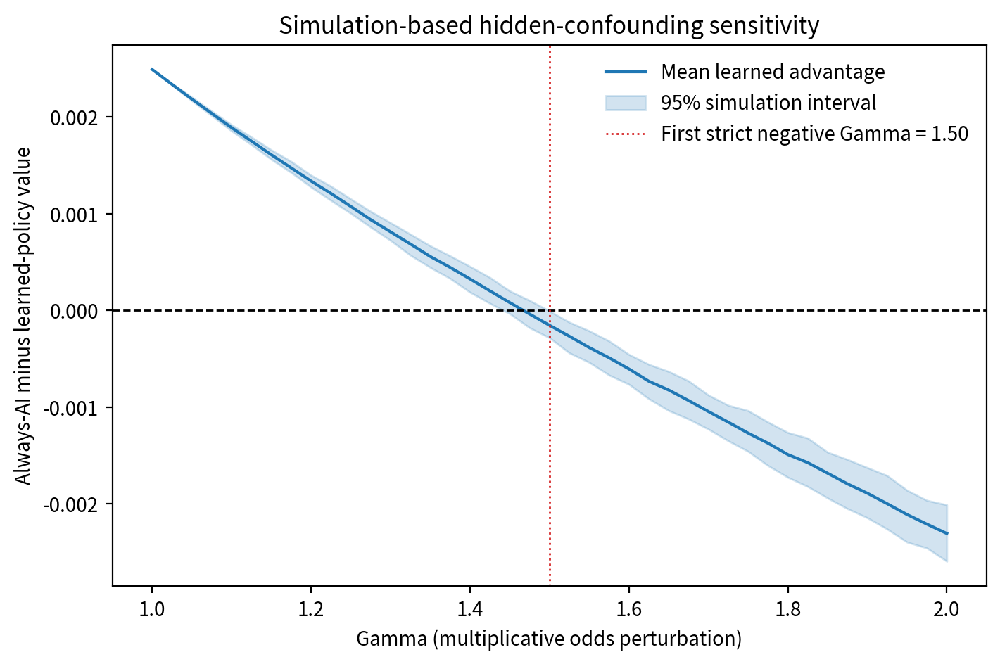 Simulation-based hidden-confounding sensitivity
Mean learned advantage
95% simulation interval
First strict negative Gamma = 1.50
Always-AI minus learned-policy value
0.002
0.001
0.000
-0.001
-0.002
1.0
1.2
1.4
1.6
1.8
2.0
Gamma (multiplicative odds perturbation)